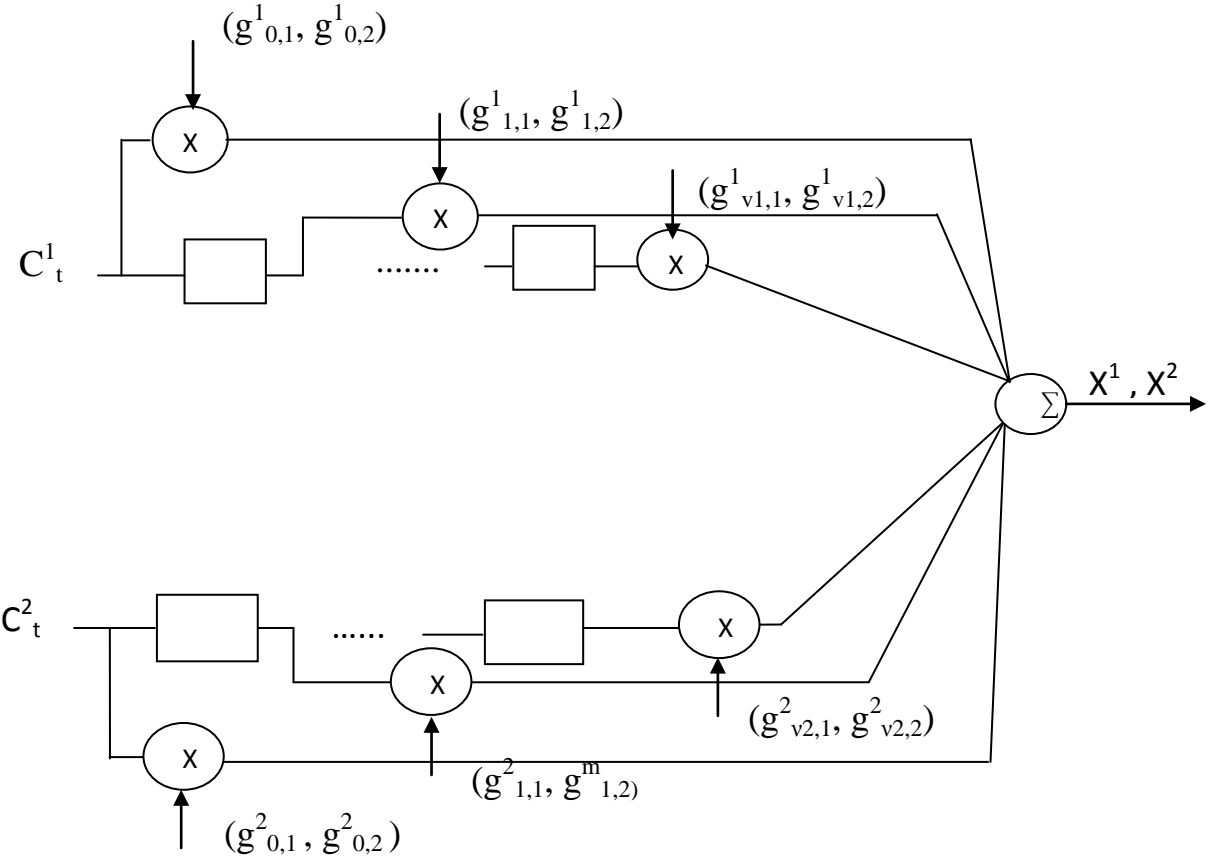 (g¹₀,₁, g¹₀,₂)
X
(g¹₁,₁, g¹₁,₂)
X
(g¹ᵥ₁,₁, g¹ᵥ₁,₂)
X
C¹ₜ
.......
∑
X¹ , X²
C²ₜ
......
X
X
(g²ᵥ₂,₁, g²ᵥ₂,₂)
X
(g²₁,₁, gᵐ₁,₂₎
(g²₀,₁ , g²₀,₂)